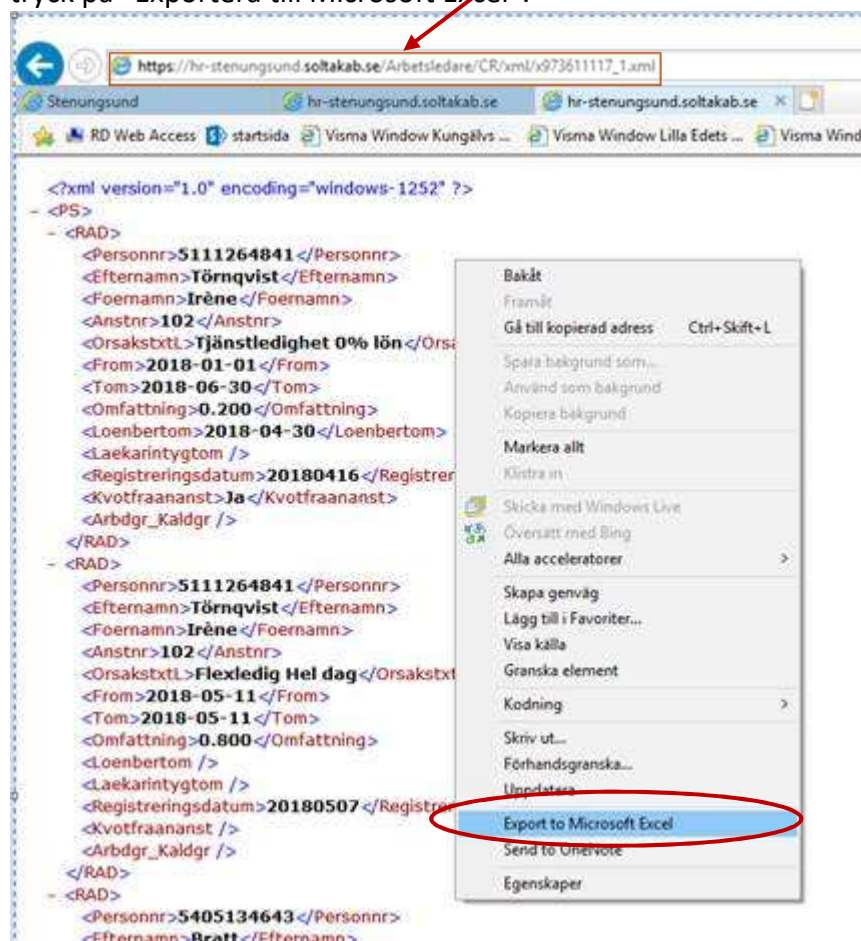 tryck på "Exportera till Microsoft Excel".
https://hr-stenungsund.soltakab.se/Arbetsledare/CR/xml/x973611117_1.xml
Stenungsund hr-stenungsund.soltakab.se hr-stenungsund.soltakab.se
RD Web Access startsida Visma Window Kungälvs ... Visma Window Lilla Edets ... Visma Wind
<?xml version="1.0" encoding="windows-1252" ?>
- <PS>
- <RAD>
<Personnr>5111264841</Personnr>
<Efternamn>Törnqvist</Efternamn>
<Foernamn>Irène</Foernamn>
<Anstnr>102</Anstnr>
<OrsakstxtL>Tjänstledighet 0% lön</Orsa
<From>2018-01-01</From>
<Tom>2018-06-30</Tom>
<Omfattning>0.200</Omfattning>
<Loenbertom>2018-04-30</Loenbertom>
<Laekarintygtom />
<Registreringsdatum>20180416</Registrer
<Kvotfraananst>Ja</Kvotfraananst>
<Arbdgr_Kaldgr />
</RAD>
- <RAD>
<Personnr>5111264841</Personnr>
<Efternamn>Törnqvist</Efternamn>
<Foernamn>Irène</Foernamn>
<Anstnr>102</Anstnr>
<OrsakstxtL>Flexledig Hel dag</Orsakstxt
<From>2018-05-11</From>
<Tom>2018-05-11</Tom>
<Omfattning>0.800</Omfattning>
<Loenbertom />
<Laekarintygtom />
<Registreringsdatum>20180507</Registrer
<Kvotfraananst />
<Arbdgr_Kaldgr />
</RAD>
- <RAD>
<Personnr>5405134643</Personnr>
<Efternamn>Bratt</Efternamn>
Bakåt
Framåt
Gå till kopierad adress Ctrl+Skift+L
Spara bakgrund som...
Använd som bakgrund
Kopiera bakgrund
Markera allt
Klistra in
Skicka med Windows Live
Översätt med Bing
Alla acceleratorer >
Skapa genväg
Lägg till i Favoriter...
Visa källa
Granska element
Kodning >
Skriv ut...
Förhandsgranska...
Uppdatera
Export to Microsoft Excel
Send to OneNote
Egenskaper